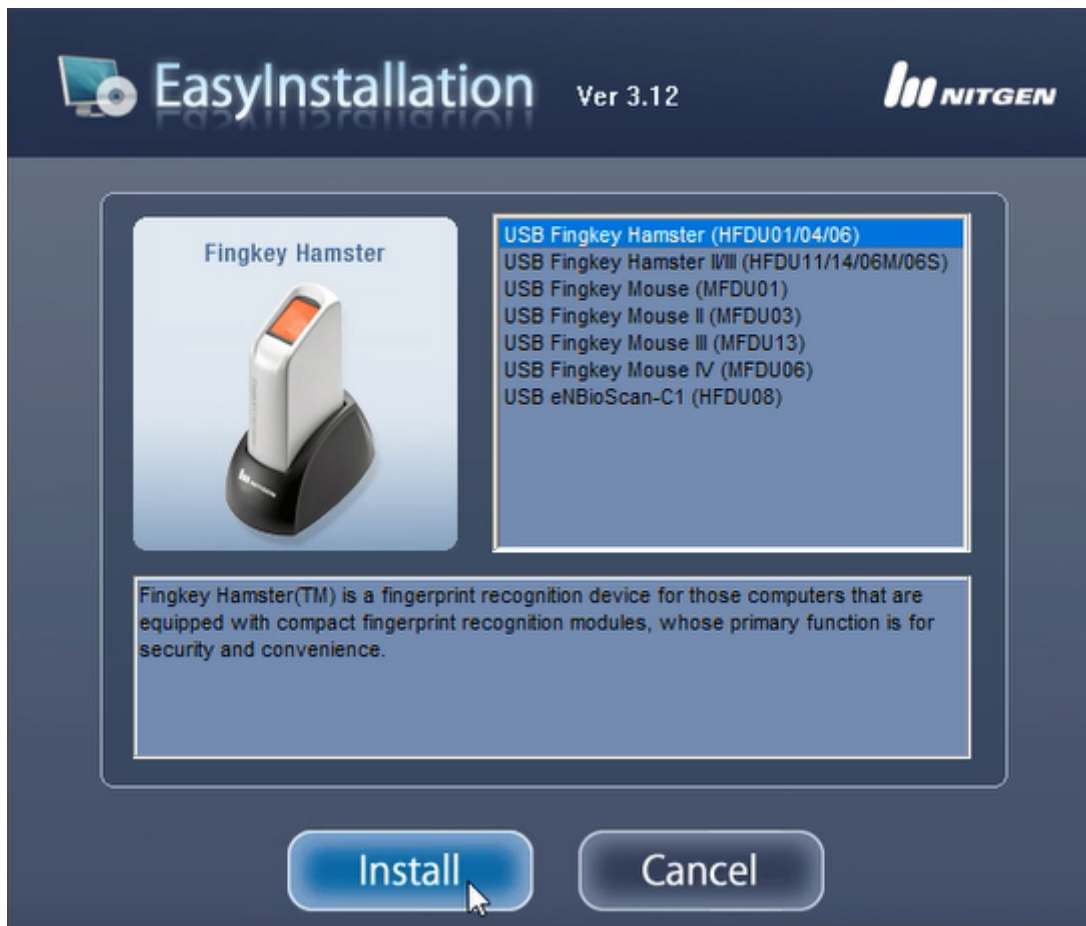 EasyInstallation Ver 3.12 NITGEN
Fingkey Hamster
USB Fingkey Hamster (HFDU01/04/06)
USB Fingkey Hamster II/III (HFDU11/14/06M/06S)
USB Fingkey Mouse (MFDU01)
USB Fingkey Mouse II (MFDU03)
USB Fingkey Mouse III (MFDU13)
USB Fingkey Mouse IV (MFDU06)
USB eNBioScan-C1 (HFDU08)
Fingkey Hamster(TM) is a fingerprint recognition device for those computers that are
equipped with compact fingerprint recognition modules, whose primary function is for
security and convenience.
Install Cancel